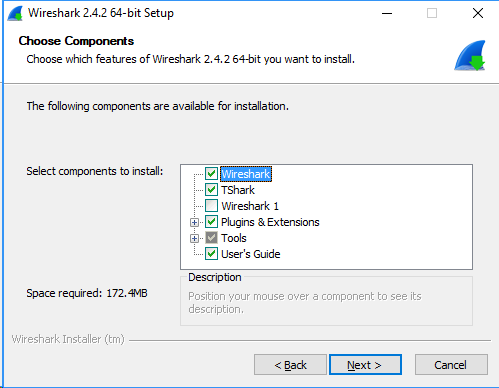 Wireshark 2.4.2 64-bit Setup
Choose Components
Choose which features of Wireshark 2.4.2 64-bit you want to install.
The following components are available for installation.
Select components to install:
Wireshark
TShark
Wireshark 1
Plugins & Extensions
Tools
User's Guide
Space required: 172.4MB
Description
Position your mouse over a component to see its
description.
Wireshark Installer (tm)
< Back
Next >
Cancel